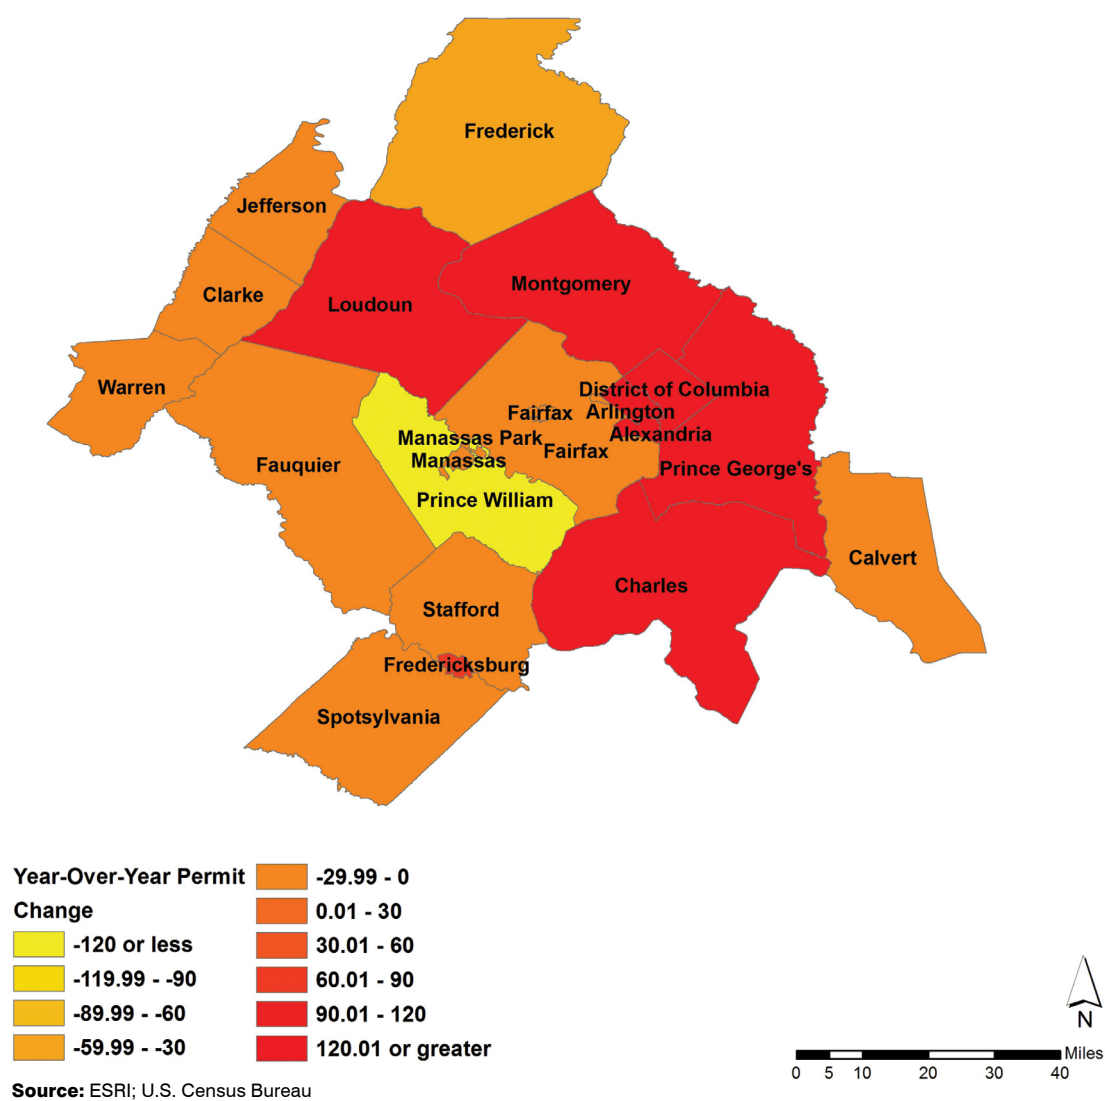 Frederick
Jefferson
Montgomery
Clarke
Loudoun
Warren
District of Columbia
Fairfax
Arlington
Alexandria
Manassas Park
Fairfax
Manassas
Fauquier
Prince George's
Prince William
Calvert
Charles
Stafford
Fredericksburg
Spotsylvania
Year-Over-Year Permit
Change
-120 or less
-119.99 - -90
-89.99 - -60
-59.99 - -30
-29.99 - 0
0.01 - 30
30.01 - 60
60.01 - 90
90.01 - 120
120.01 or greater
N
Miles
0 5 10 20 30 40
Source: ESRI; U.S. Census Bureau